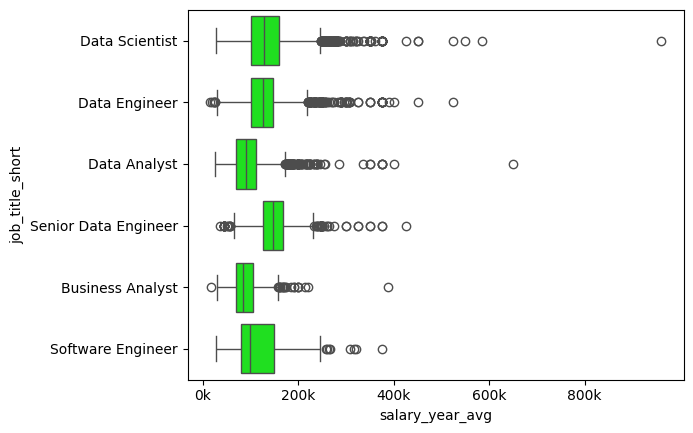 job_title_short
Data Scientist
Data Engineer
Data Analyst
Senior Data Engineer
Business Analyst
Software Engineer
0k 200k 400k 600k 800k
salary_year_avg